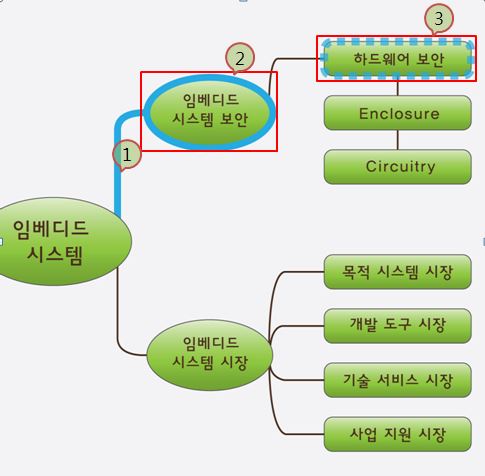 3
2
하드웨어 보안
임베디드
시스템 보안
Enclosure
1
Circuitry
임베디드
시스템
목적 시스템 시장
개발 도구 시장
임베디드
시스템 시장
기술 서비스 시장
사업 지원 시장